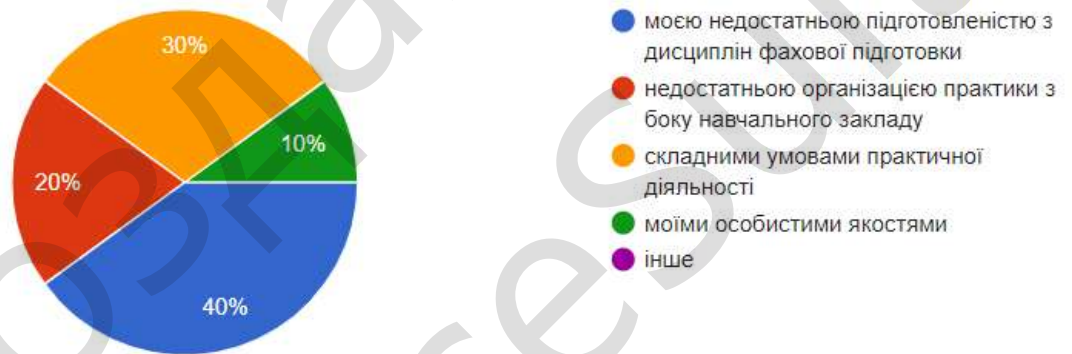 30%
10%
20%
40%
моєю недостатньою підготовленістю з
дисциплін фахової підготовки
недостатньою організацією практики з
боку навчального закладу
складними умовами практичної
діяльності
моїми особистими якостями
інше